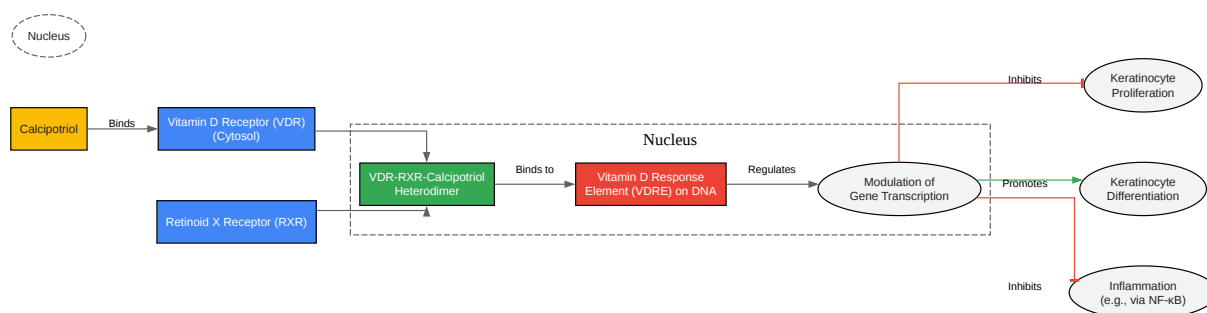 Nucleus
Calcipotriol
Binds
Vitamin D Receptor (VDR)
(Cytosol)
Retinoid X Receptor (RXR)
Nucleus
VDR-RXR-Calcipotriol
Heterodimer
Binds to
Vitamin D Response
Element (VDRE) on DNA
Regulates
Modulation of
Gene Transcription
Inhibits
Keratinocyte
Proliferation
Promotes
Keratinocyte
Differentiation
Inhibits
Inflammation
(e.g., via NF-κB)